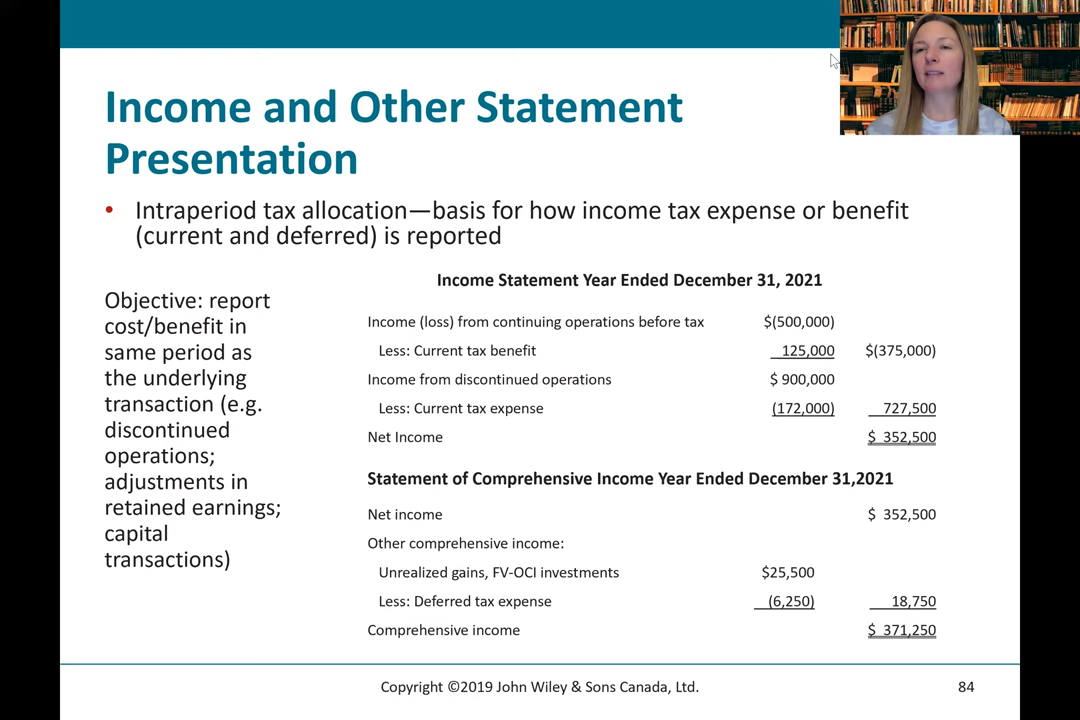 Income and Other Statement
Presentation
• Intraperiod tax allocation—basis for how income tax expense or benefit
(current and deferred) is reported
Objective: report
cost/benefit in
same period as
the underlying
transaction (e.g.
discontinued
operations;
adjustments in
retained earnings;
capital
transactions)
Income Statement Year Ended December 31, 2021
Income (loss) from continuing operations before tax $(500,000)
Less: Current tax benefit 125,000 $(375,000)
Income from discontinued operations $ 900,000
Less: Current tax expense (172,000) 727,500
Net Income $ 352,500
Statement of Comprehensive Income Year Ended December 31,2021
Net income $ 352,500
Other comprehensive income:
Unrealized gains, FV-OCI investments $25,500
Less: Deferred tax expense (6,250) 18,750
Comprehensive income $ 371,250
Copyright ©2019 John Wiley & Sons Canada, Ltd. 84